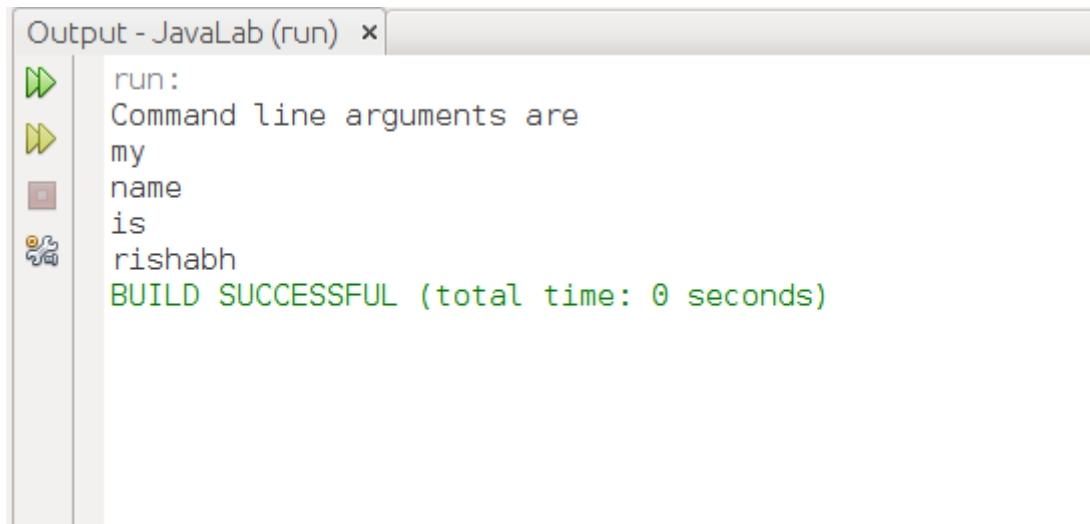 Output - JavaLab (run) ×
run:
Command line arguments are
my
name
is
rishabh
BUILD SUCCESSFUL (total time: 0 seconds)